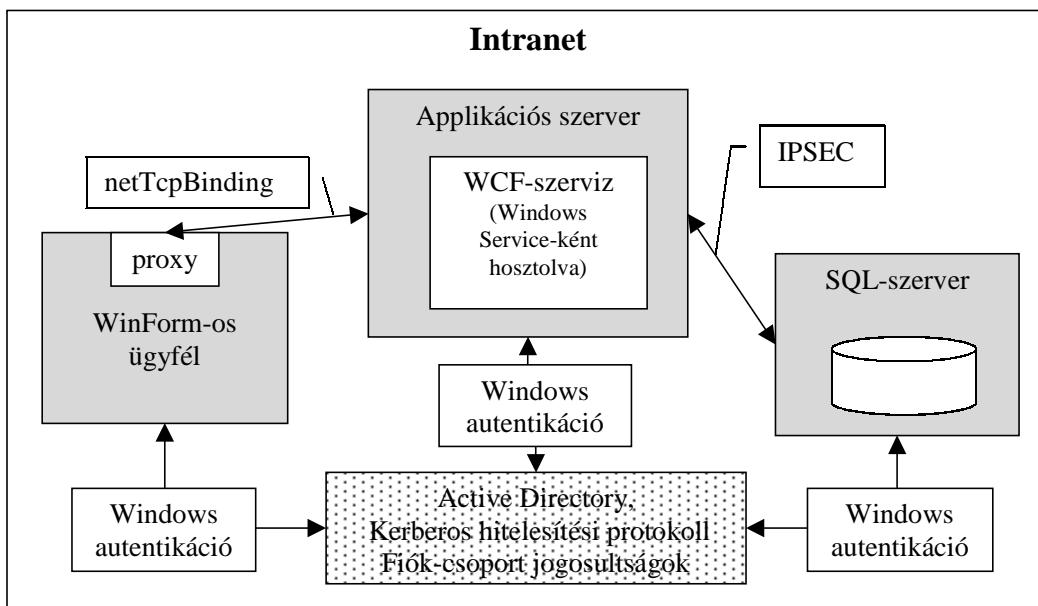 Intranet
Applikációs szerver
IPSEC
netTcpBinding
WCF-szerviz
(Windows
Service-ként
hosztolva)
proxy
WinForm-os
ügyfél
SQL-szerver
Windows
autentikáció
Windows
autentikáció
Active Directory,
Kerberos hitelesítési protokoll
Fiók-csoport jogosultságok
Windows
autentikáció